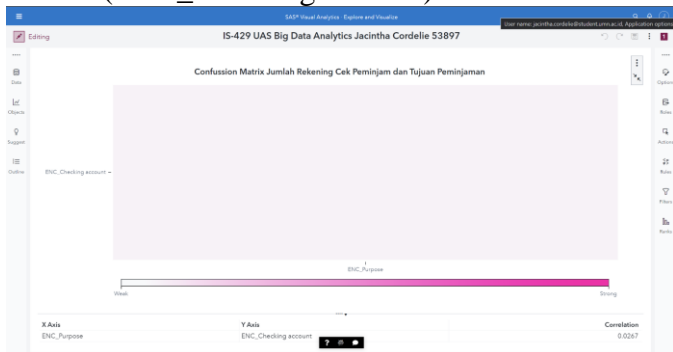 SAS® Visual Analytics - Explore and Visualize
User name: jacintha.cordelie@student.umn.ac.id, Application options
Editing
IS-429 UAS Big Data Analytics Jacintha Cordelie 53897
Confussion Matrix Jumlah Rekening Cek Peminjam dan Tujuan Peminjaman
Data
Objects
Suggest
Outline
Option
Roles
Actions
Rules
Filters
ENC_Checking account
ENC_Purpose
Weak
Strong
X Axis
Y Axis
Correlation
ENC_Purpose
ENC_Checking account
0.0267